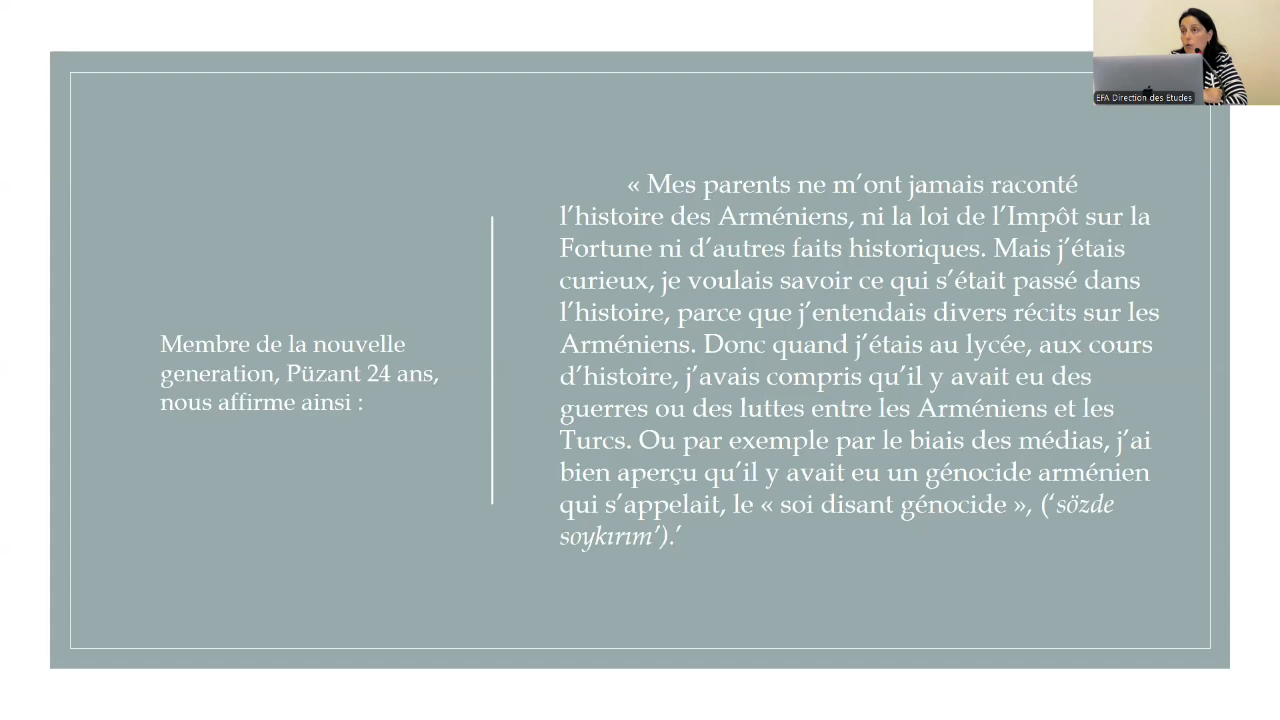 EFA Direction des Etudes
Membre de la nouvelle
generation, Püzant 24 ans,
nous affirme ainsi :
« Mes parents ne m’ont jamais raconté
l’histoire des Arméniens, ni la loi de l’Impôt sur la
Fortune ni d’autres faits historiques. Mais j’étais
curieux, je voulais savoir ce qui s’était passé dans
l’histoire, parce que j’entendais divers récits sur les
Arméniens. Donc quand j’étais au lycée, aux cours
d’histoire, j’avais compris qu’il y avait eu des
guerres ou des luttes entre les Arméniens et les
Turcs. Ou par exemple par le biais des médias, j’ai
bien aperçu qu’il y avait eu un génocide arménien
qui s’appelait, le « soi disant génocide », (‘sözde
soykırım’).’